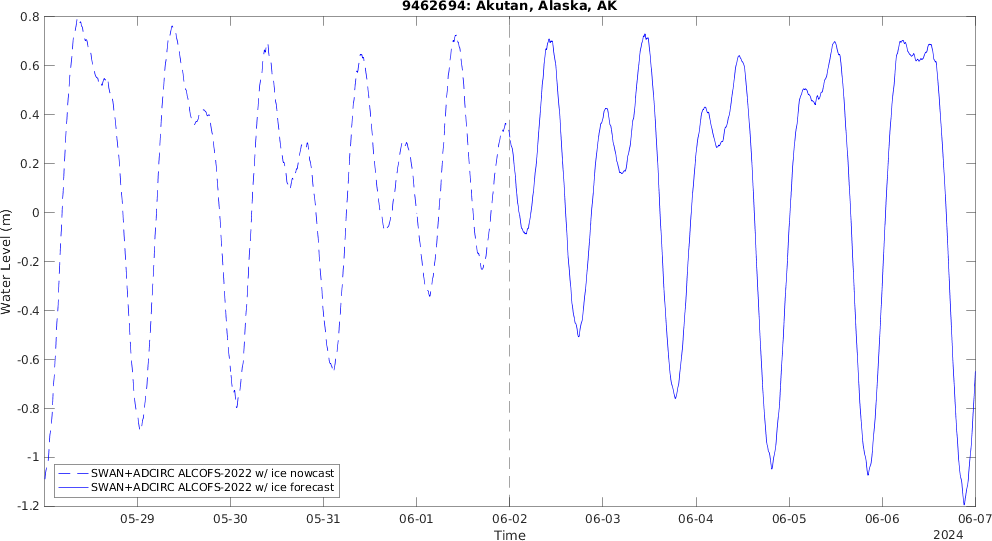 9462694: Akutan, Alaska, AK
0.8
0.6
0.4
0.2
0
-0.2
-0.4
-0.6
-0.8
-1
-1.2
Water Level (m)
SWAN+ADCIRC ALCOFS-2022 w/ ice nowcast
SWAN+ADCIRC ALCOFS-2022 w/ ice forecast
05-29 05-30 05-31 06-01 06-02 06-03 06-04 06-05 06-06 06-07
Time
2024